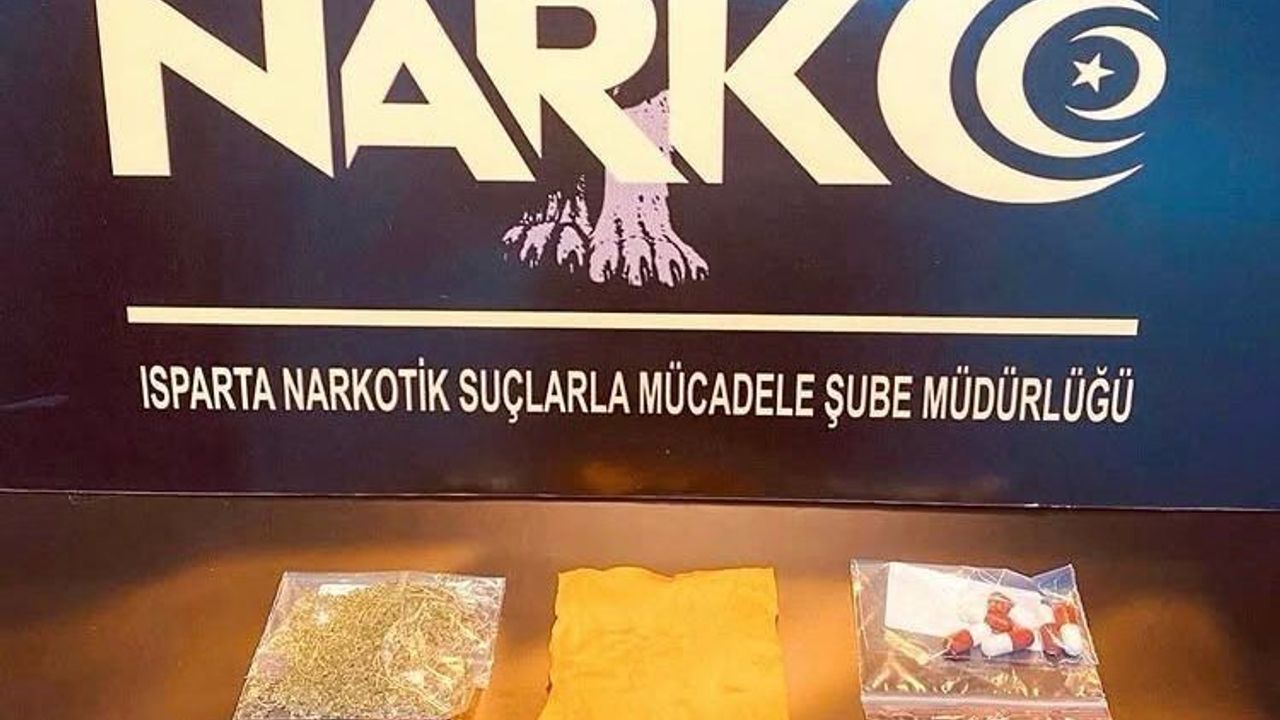 NARKO
ISPARTA NARKOTİK SUÇLARLA MÜCADELE ŞUBE MÜDÜRLÜĞÜ